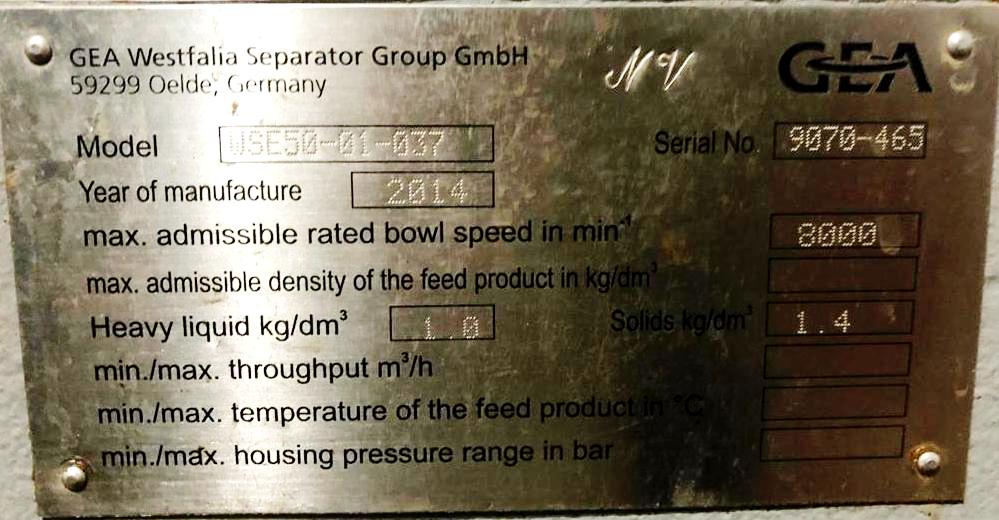 GEA Westfalia Separator Group GmbH
59299 Oelde, Germany
NV
GEA
Model WSE50-01-037 Serial No. 9070-465
Year of manufacture 2014
max. admissible rated bowl speed in min⁻¹ 8000
max. admissible density of the feed product in kg/dm³
Heavy liquid kg/dm³ 1.0 Solids kg/dm³ 1.4
min./max. throughput m³/h
min./max. temperature of the feed product in °C
min./max. housing pressure range in bar